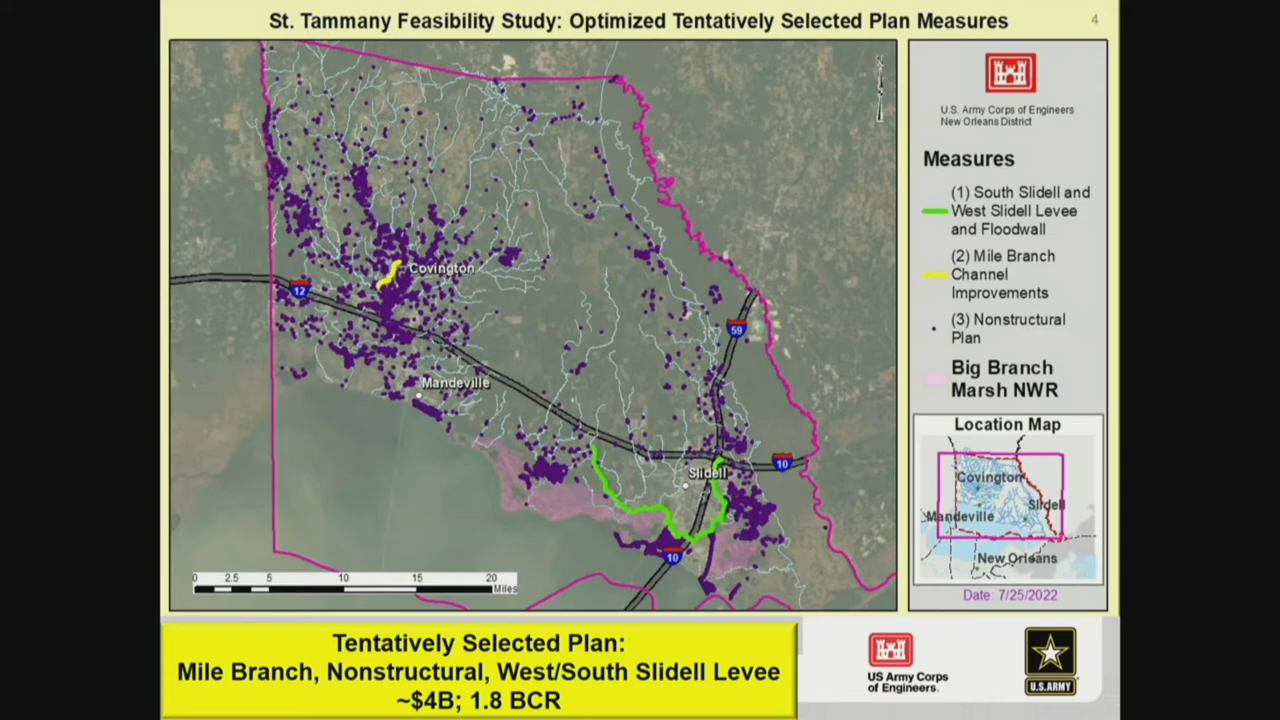 St. Tammany Feasibility Study: Optimized Tentatively Selected Plan Measures
4
N
Covington
12
59
Mandeville
10
Slidell
10
0 2.5 5 10 15 20
Miles
U.S. Army Corps of Engineers
New Orleans District
Measures
(1) South Slidell and
West Slidell Levee
and Floodwall
(2) Mile Branch
Channel
Improvements
(3) Nonstructural
Plan
Big Branch
Marsh NWR
Location Map
Covington
Slidell
Mandeville
New Orleans
Date: 7/25/2022
Tentatively Selected Plan:
Mile Branch, Nonstructural, West/South Slidell Levee
~$4B; 1.8 BCR
US Army Corps
of Engineers.
U.S.ARMY